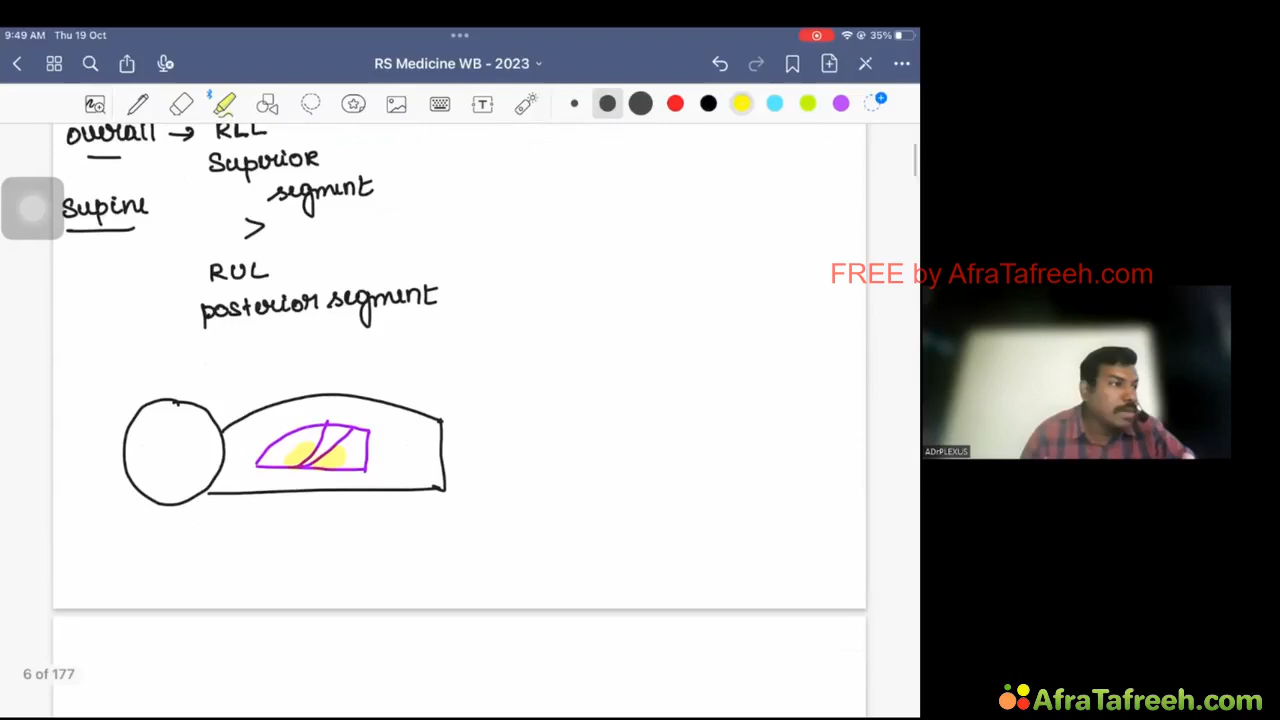 9:49 AM Thu 19 Oct
35%
RS Medicine WB - 2023
overall → RLL
Superior
segment
supine
>
RUL
posterior segment
FREE by AfraTafreeh.com
ADrPLEXUS
6 of 177
AfraTafreeh.com